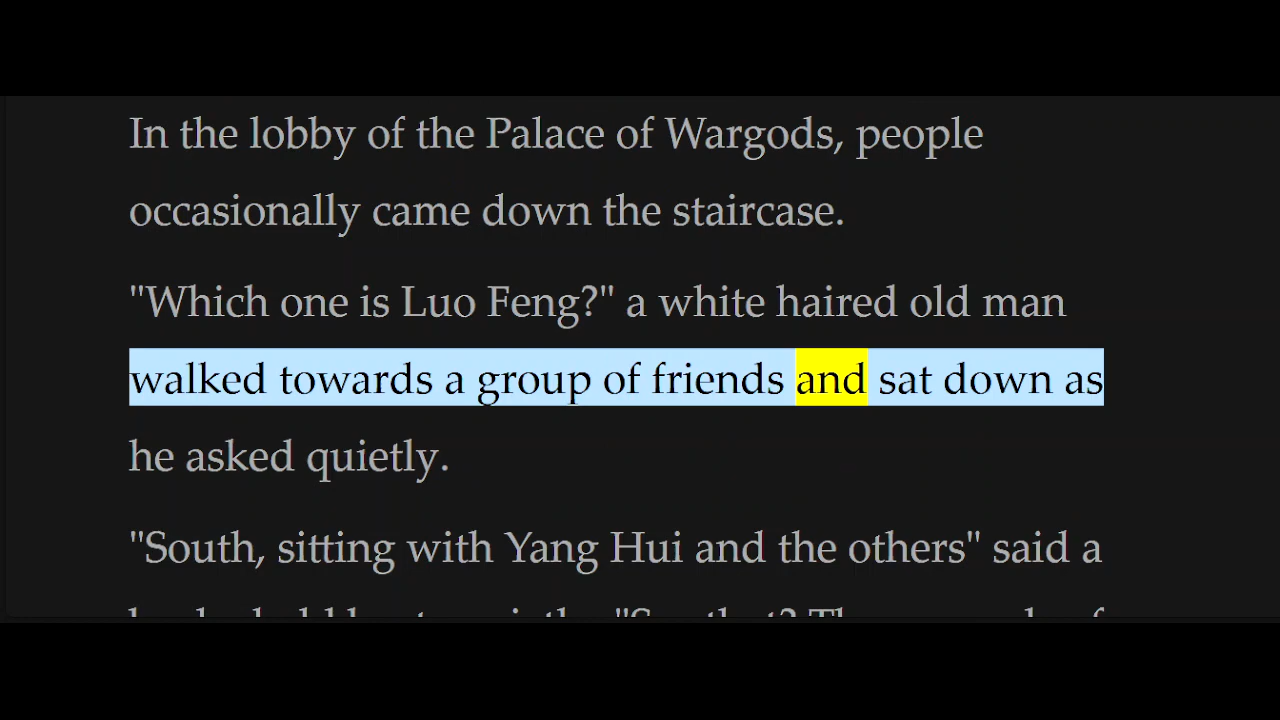 In the lobby of the Palace of Wargods, people
occasionally came down the staircase.
"Which one is Luo Feng?" a white haired old man
walked towards a group of friends and sat down as
he asked quietly.
"South, sitting with Yang Hui and the others" said a